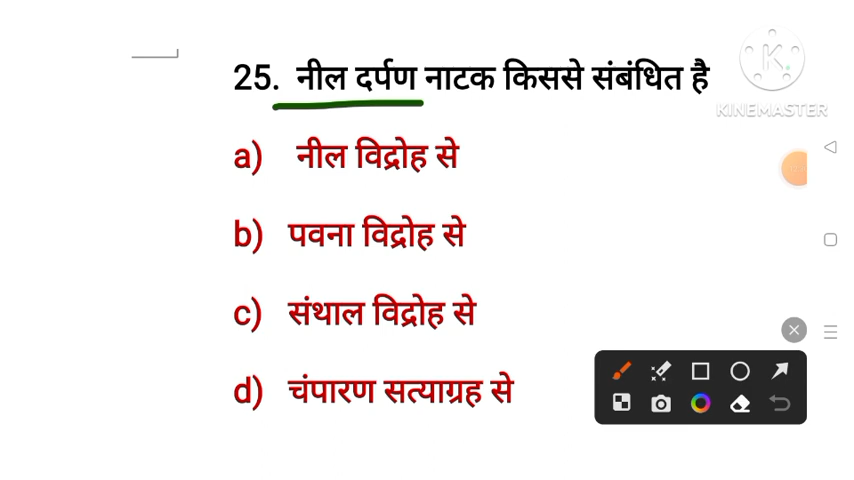 25. नील दर्पण नाटक किससे संबंधित है
K
KINEMASTER
a) नील विद्रोह से
b) पवना विद्रोह से
c) संथाल विद्रोह से
d) चंपारण सत्याग्रह से